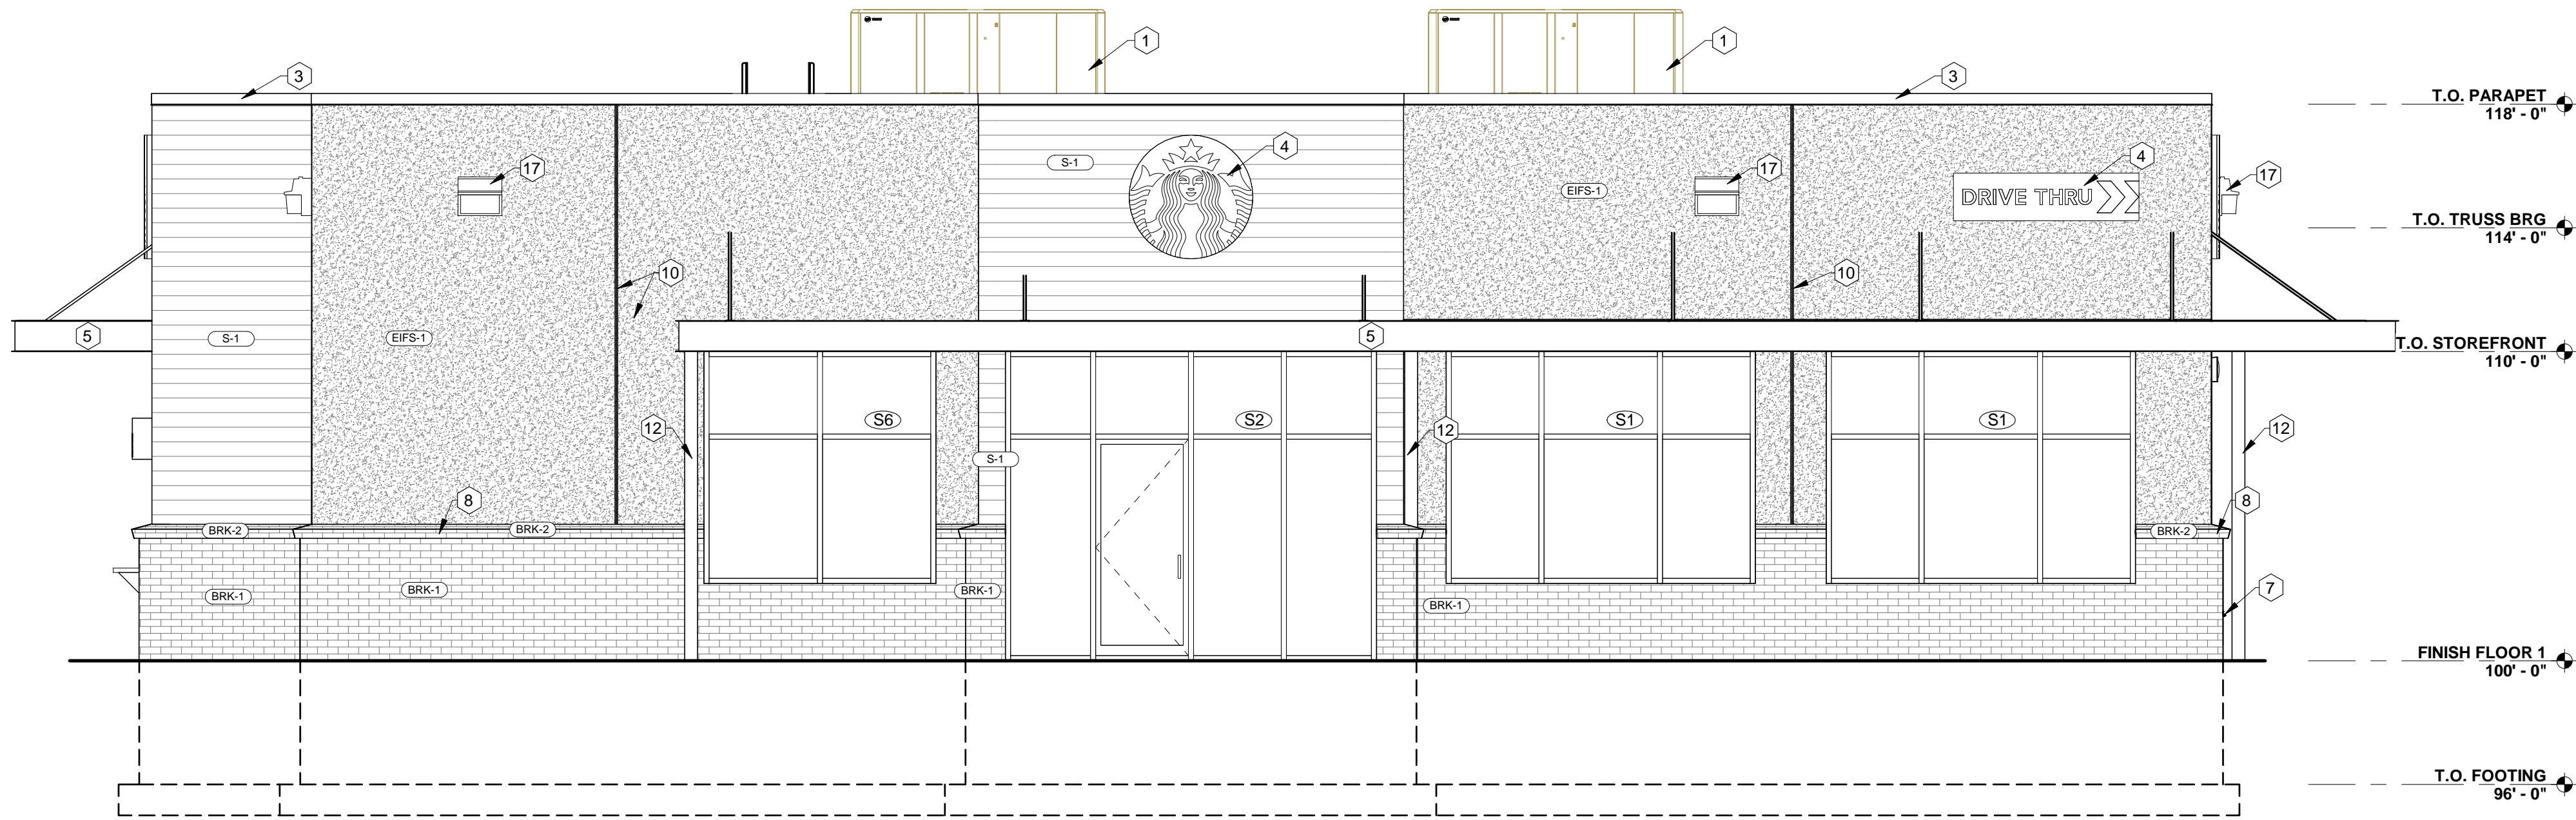 1
1
3
3
T.O. PARAPET
118' - 0"
4
S-1
4
17
17
17
EIFS-1
DRIVE THRU
T.O. TRUSS BRG
114' - 0"
10
10
5
S-1
EIFS-1
5
T.O. STOREFRONT
110' - 0"
S6
S2
S1
S1
12
12
12
S-1
8
8
BRK-2
BRK-2
BRK-2
BRK-1
BRK-1
BRK-1
BRK-1
7
FINISH FLOOR 1
100' - 0"
T.O. FOOTING
96' - 0"